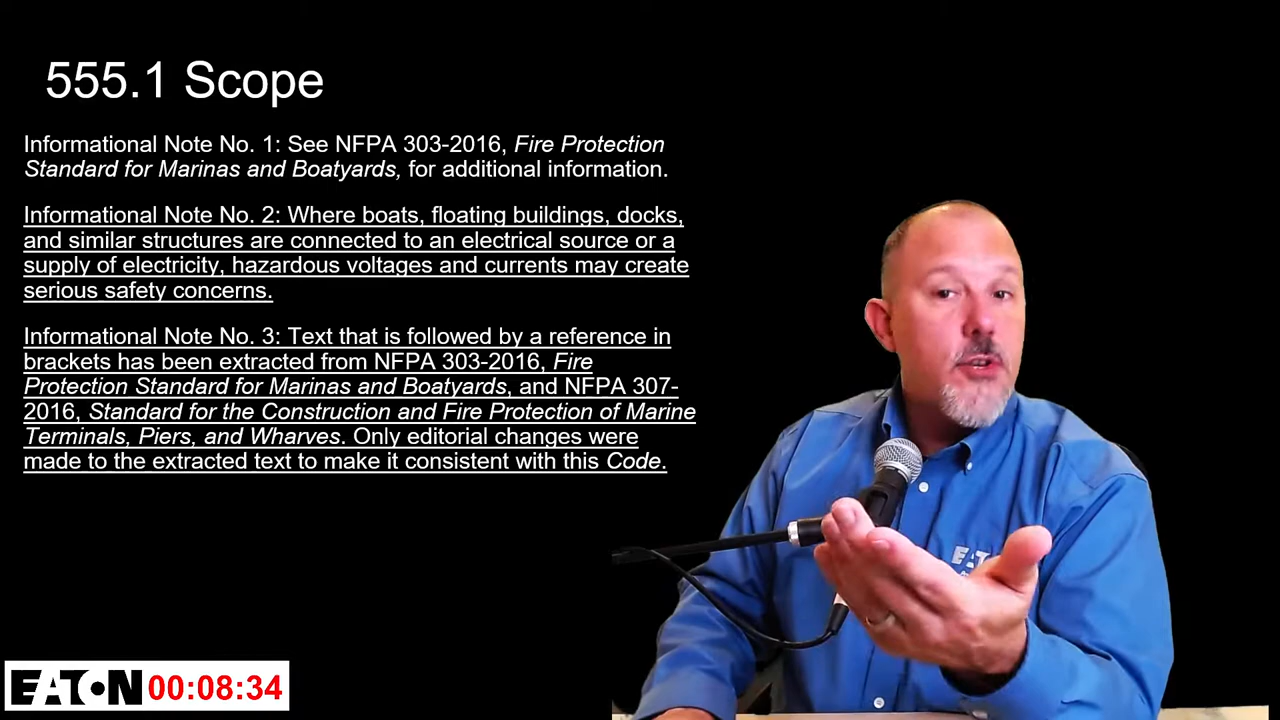 555.1 Scope
Informational Note No. 1: See NFPA 303-2016, Fire Protection
Standard for Marinas and Boatyards, for additional information.
Informational Note No. 2: Where boats, floating buildings, docks,
and similar structures are connected to an electrical source or a
supply of electricity, hazardous voltages and currents may create
serious safety concerns.
Informational Note No. 3: Text that is followed by a reference in
brackets has been extracted from NFPA 303-2016, Fire
Protection Standard for Marinas and Boatyards, and NFPA 307-
2016, Standard for the Construction and Fire Protection of Marine
Terminals, Piers, and Wharves. Only editorial changes were
made to the extracted text to make it consistent with this Code.
EAT
EATON 00:08:34